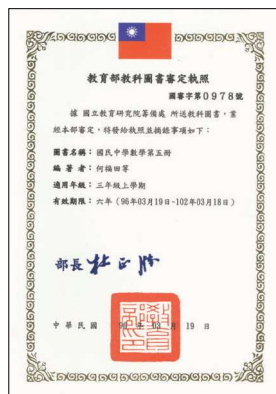 教育部教科圖書審定執照
國審字第0978號
據 國立教育研究院籌備處 所送教科圖書，業
經本部審定，特發給執照並摘錄事項如下：
圖書名稱：國民中學數學第五冊
編 著 者：何福田等
適用年級：三年級上學期
有效期限：六年（96年03月19日-102年03月18日）
部長 杜正勝
中 華 民 國 96 年 03 月 19 日